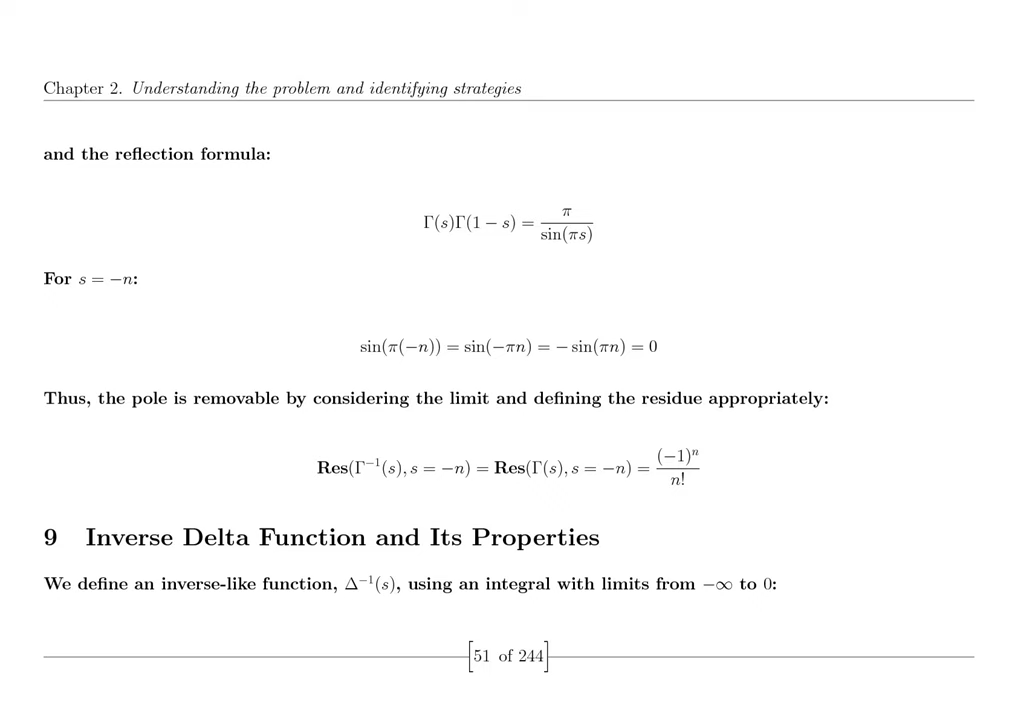 Chapter 2. Understanding the problem and identifying strategies
and the reflection formula:
Γ(s)Γ(1 − s) = π / sin(πs)
For s = −n:
sin(π(−n)) = sin(−πn) = − sin(πn) = 0
Thus, the pole is removable by considering the limit and defining the residue appropriately:
Res(Γ⁻¹(s), s = −n) = Res(Γ(s), s = −n) = (−1)ⁿ / n!
9 Inverse Delta Function and Its Properties
We define an inverse-like function, Δ⁻¹(s), using an integral with limits from −∞ to 0:
[51 of 244]